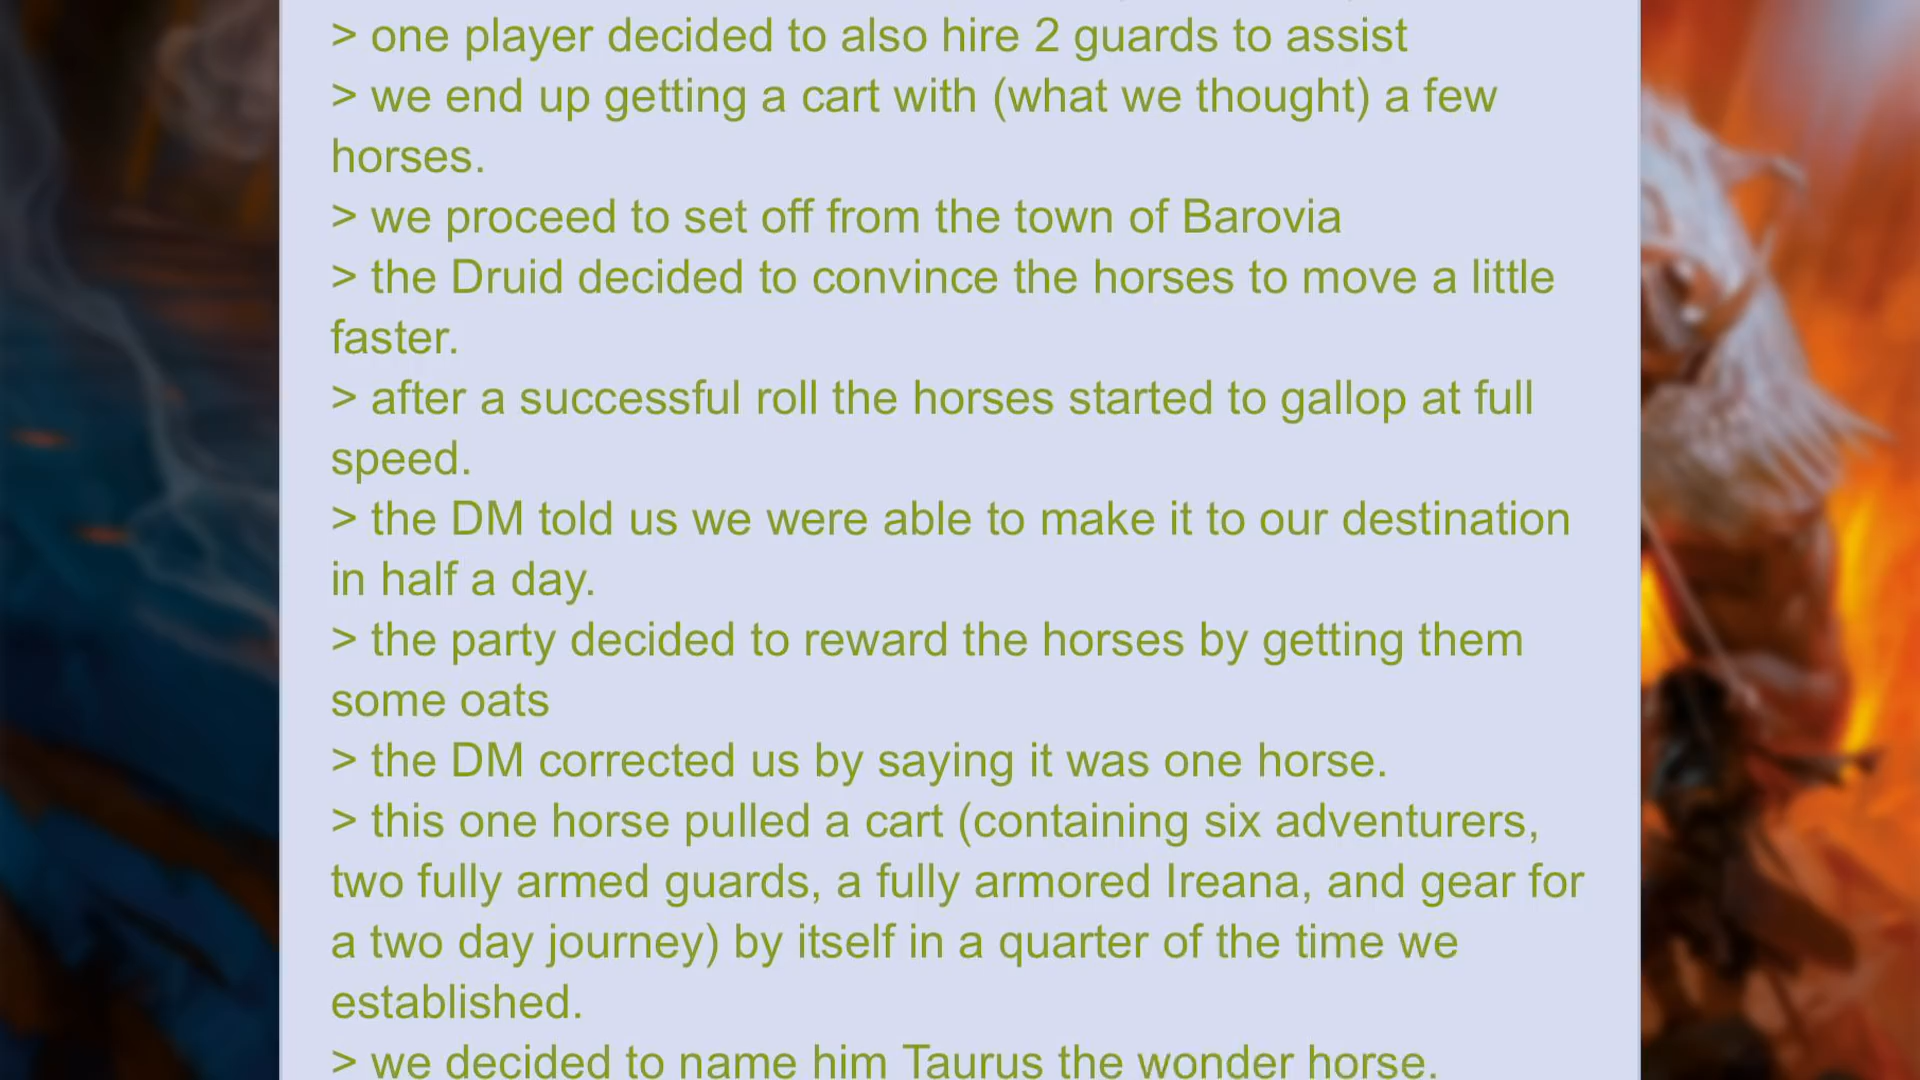 > one player decided to also hire 2 guards to assist
> we end up getting a cart with (what we thought) a few
horses.
> we proceed to set off from the town of Barovia
> the Druid decided to convince the horses to move a little
faster.
> after a successful roll the horses started to gallop at full
speed.
> the DM told us we were able to make it to our destination
in half a day.
> the party decided to reward the horses by getting them
some oats
> the DM corrected us by saying it was one horse.
> this one horse pulled a cart (containing six adventurers,
two fully armed guards, a fully armored Ireana, and gear for
a two day journey) by itself in a quarter of the time we
established.
> we decided to name him Taurus the wonder horse.